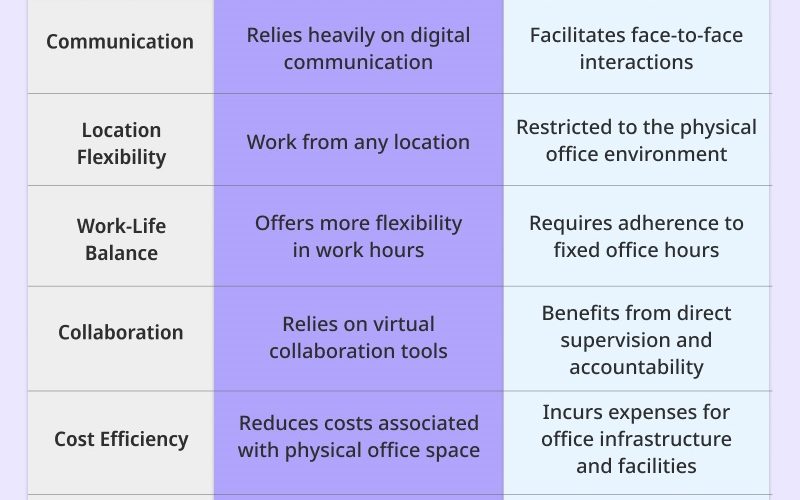 Communication
Relies heavily on digital
communication
Facilitates face-to-face
interactions
Location
Flexibility
Work from any location
Restricted to the physical
office environment
Work-Life
Balance
Offers more flexibility
in work hours
Requires adherence to
fixed office hours
Collaboration
Relies on virtual
collaboration tools
Benefits from direct
supervision and
accountability
Cost Efficiency
Reduces costs associated
with physical office space
Incurs expenses for
office infrastructure
and facilities